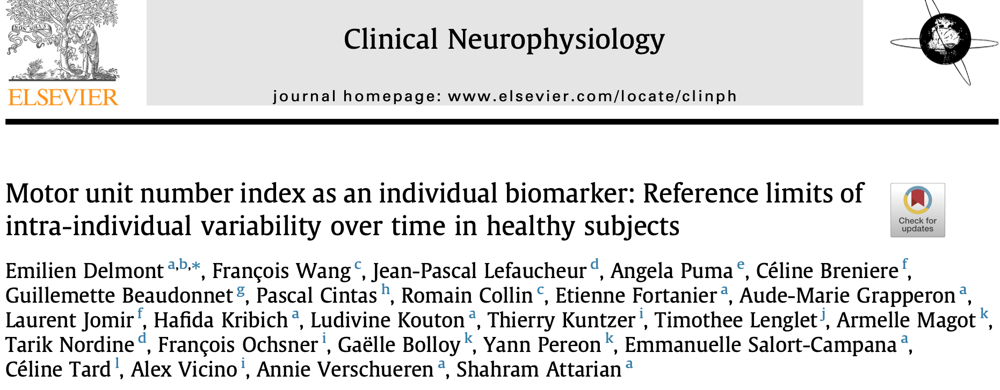 NON SOLUS
ELSEVIER
Clinical Neurophysiology
journal homepage: www.elsevier.com/locate/clinph
Motor unit number index as an individual biomarker: Reference limits of
intra-individual variability over time in healthy subjects
Check for
updates
Emilien Delmont a,b,*, François Wang c, Jean-Pascal Lefaucheur d, Angela Puma e, Céline Breniere f,
Guillemette Beaudonnet g, Pascal Cintas h, Romain Collin c, Etienne Fortanier a, Aude-Marie Grapperon a,
Laurent Jomir f, Hafida Kribich a, Ludivine Kouton a, Thierry Kuntzer i, Timothee Lenglet j, Armelle Magot k,
Tarik Nordine d, François Ochsner i, Gaëlle Bolloy k, Yann Pereon k, Emmanuelle Salort-Campana a,
Céline Tard l, Alex Vicino i, Annie Verschueren a, Shahram Attarian a